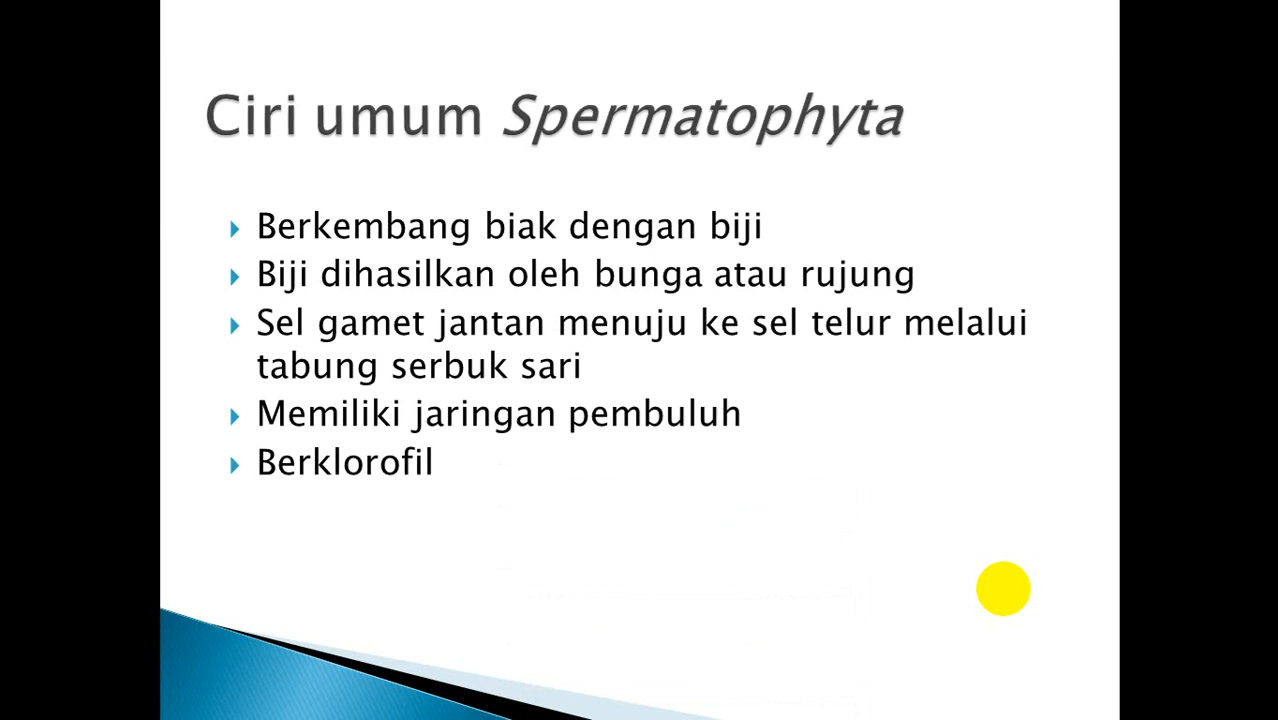 Ciri umum Spermatophyta
Berkembang biak dengan biji
Biji dihasilkan oleh bunga atau rujung
Sel gamet jantan menuju ke sel telur melalui
tabung serbuk sari
Memiliki jaringan pembuluh
Berklorofil